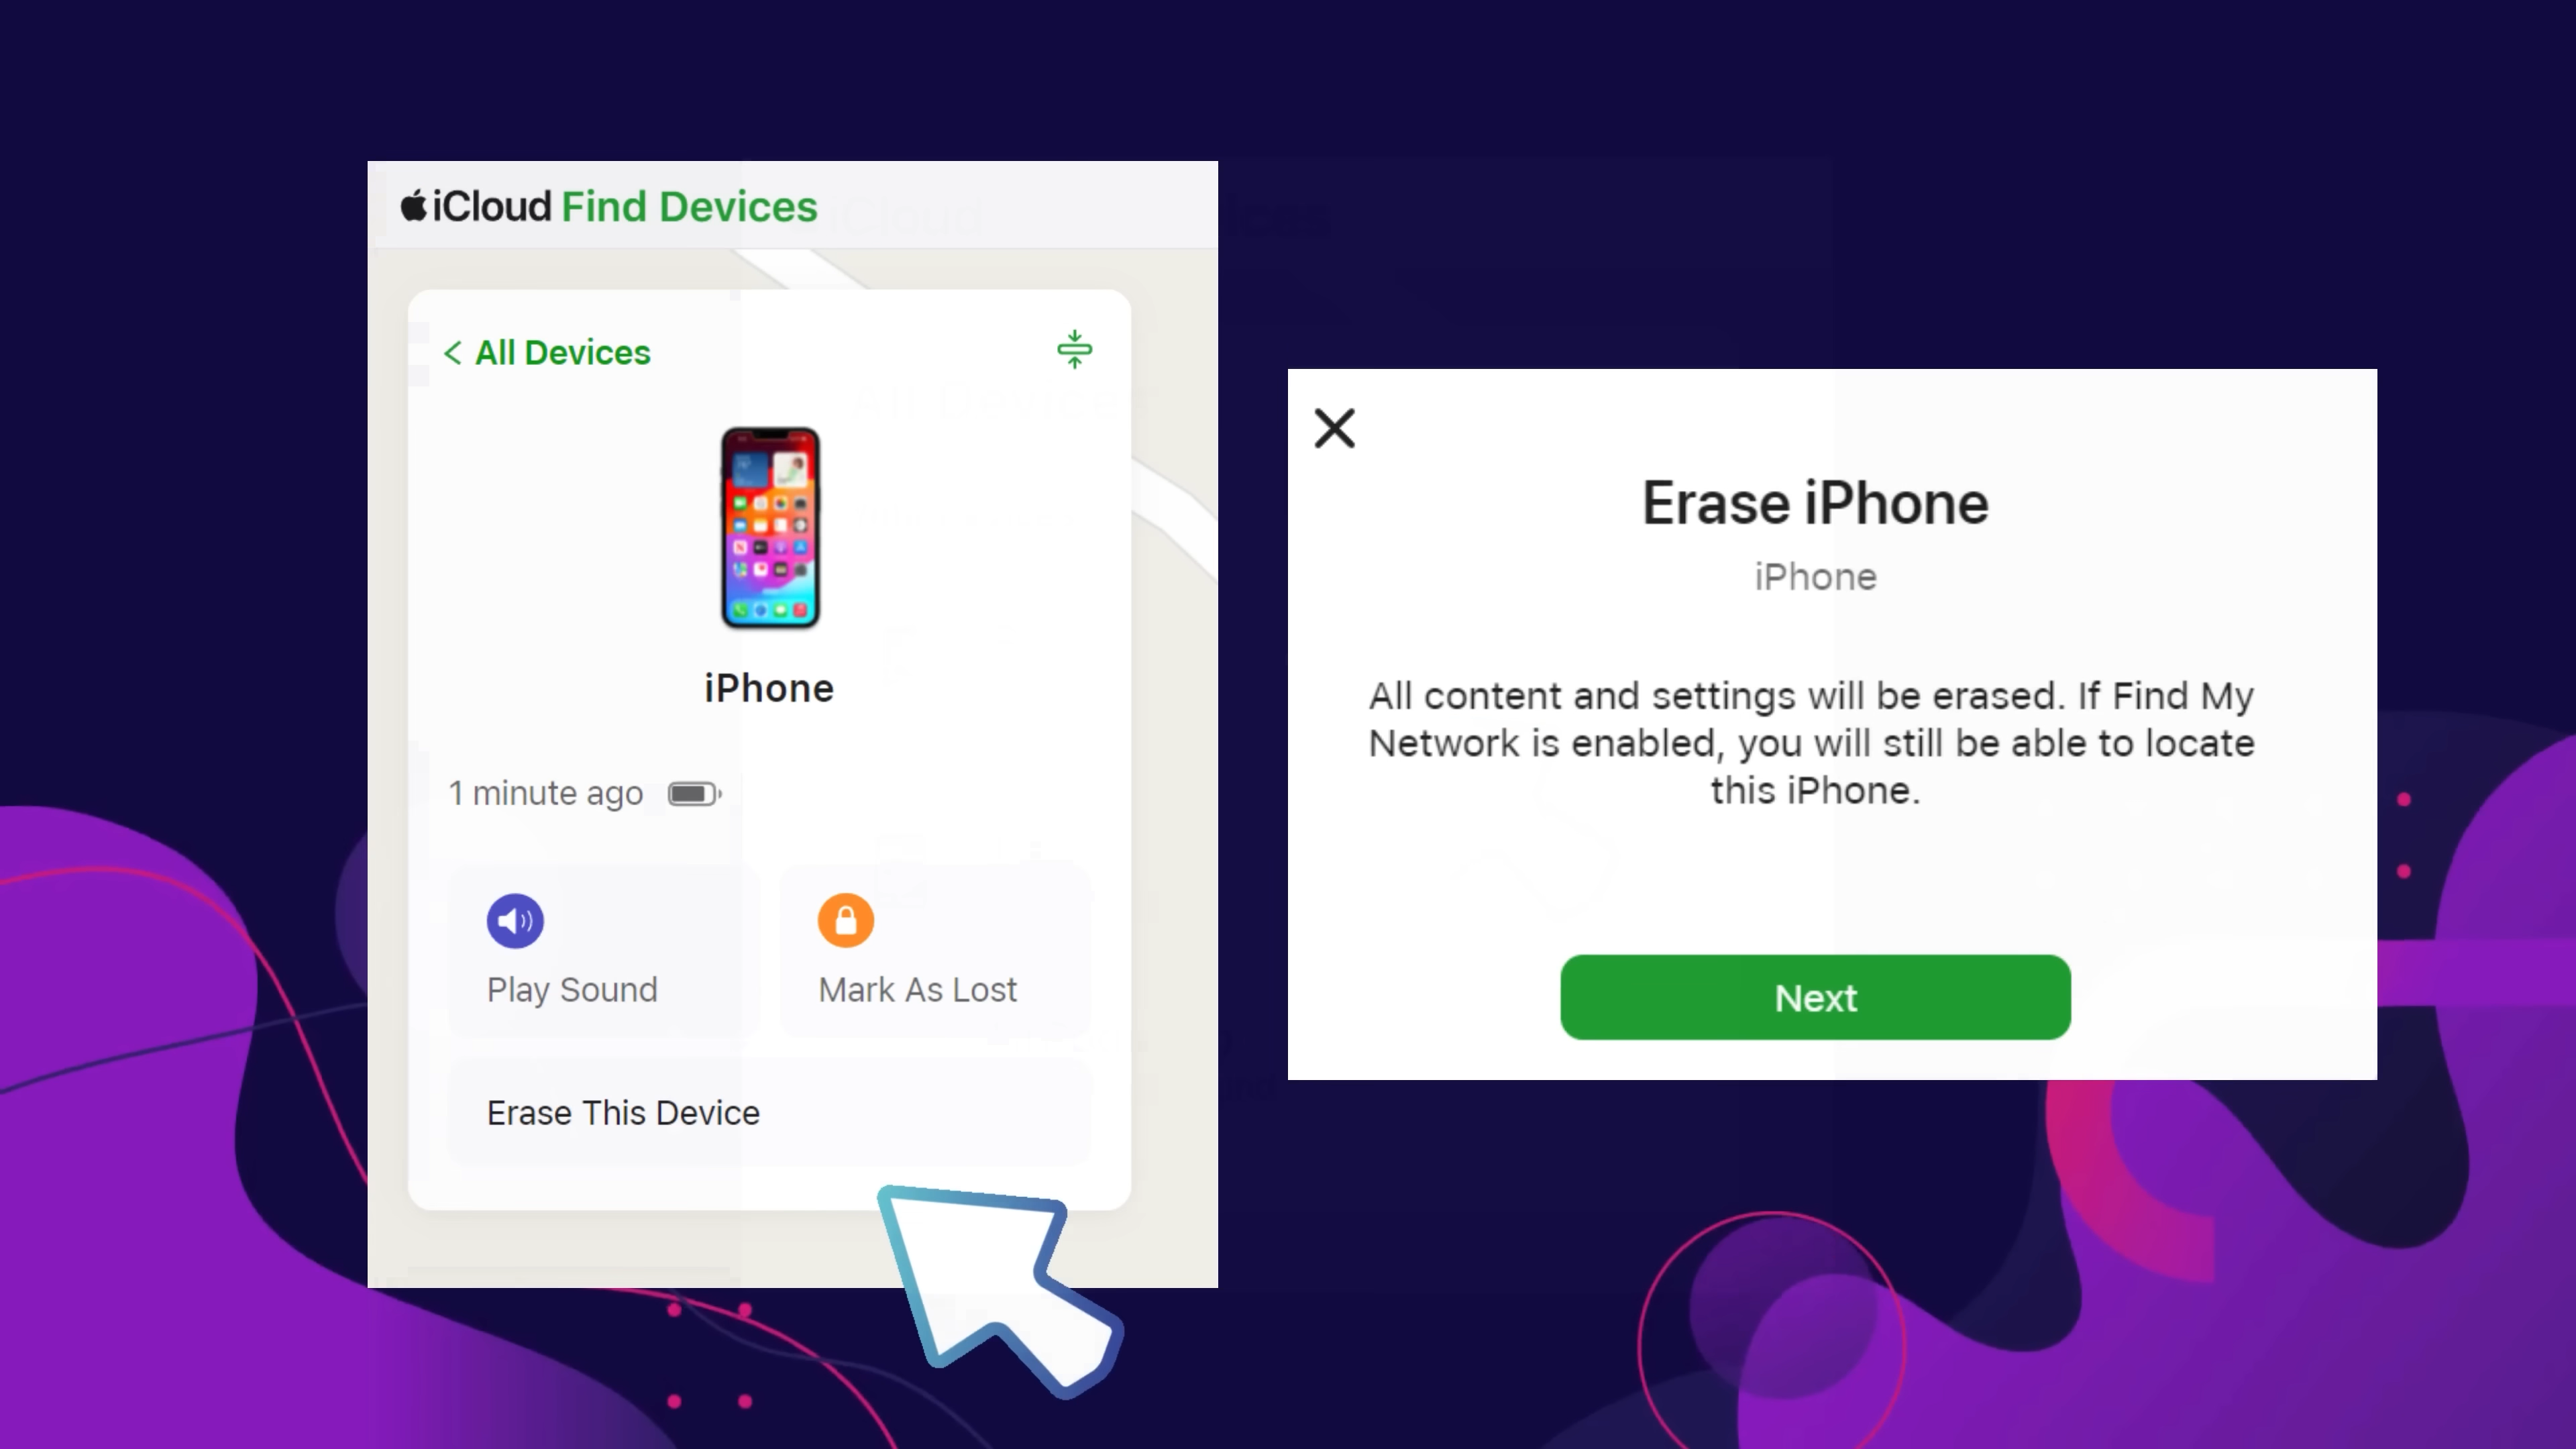 iCloud Find Devices
All Devices
iPhone
1 minute ago
Play Sound
Mark As Lost
Erase This Device
Erase iPhone
iPhone
All content and settings will be erased. If Find My
Network is enabled, you will still be able to locate
this iPhone.
Next